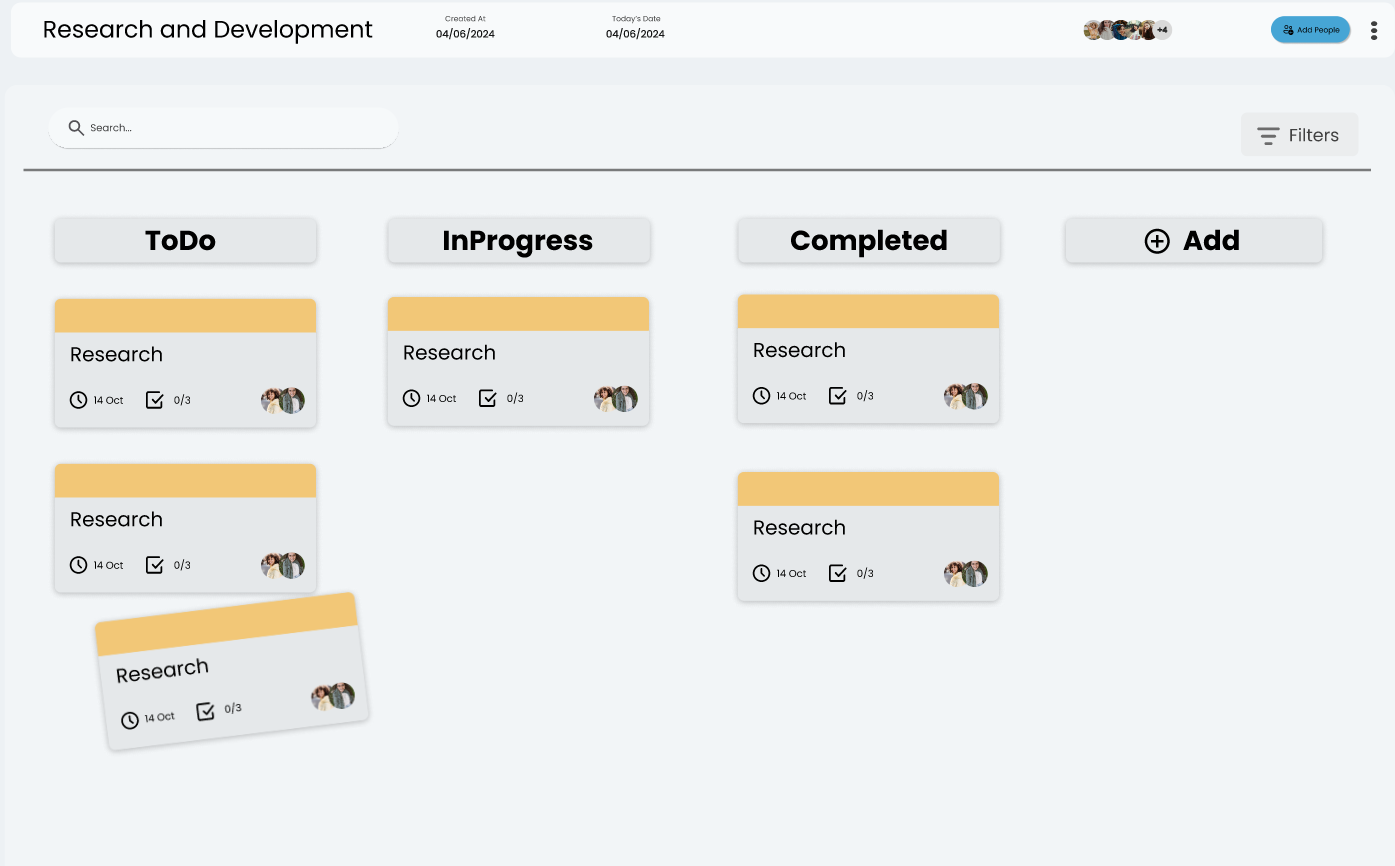 Research and Development
Created At
04/06/2024
Today's Date
04/06/2024
+4
Add People
Search...
Filters
ToDo
InProgress
Completed
Add
Research
14 Oct
0/3
Research
14 Oct
0/3
Research
14 Oct
0/3
Research
14 Oct
0/3
Research
14 Oct
0/3
Research
14 Oct
0/3